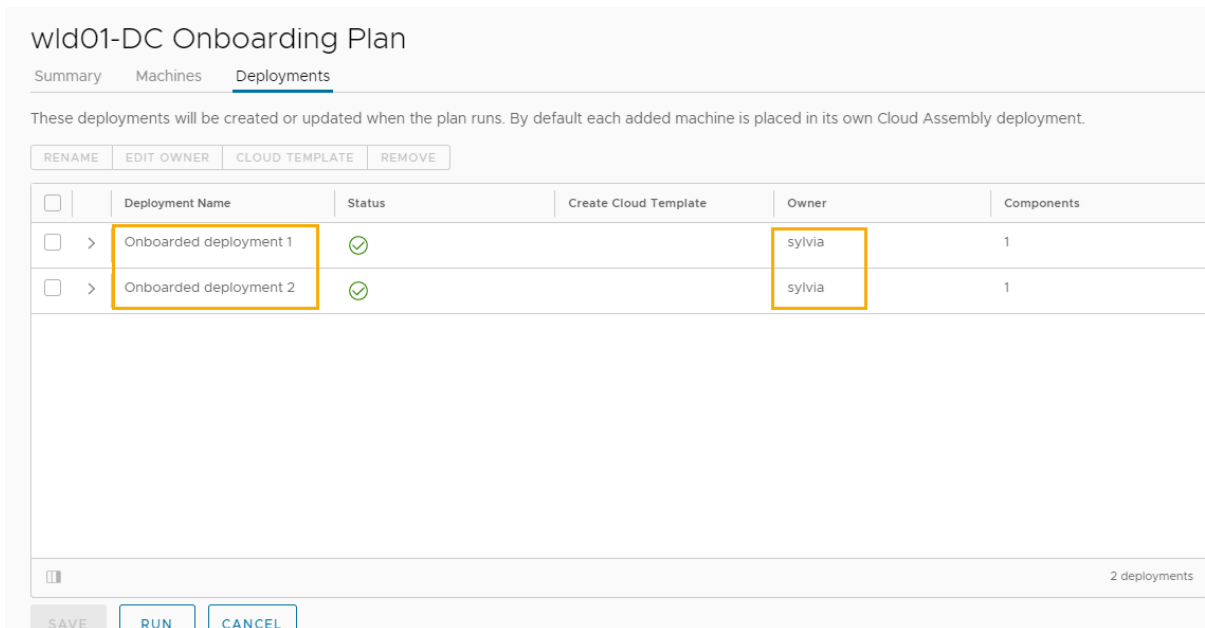 wld01-DC Onboarding Plan
Summary Machines Deployments
These deployments will be created or updated when the plan runs. By default each added machine is placed in its own Cloud Assembly deployment.
RENAME EDIT OWNER CLOUD TEMPLATE REMOVE
Deployment Name Status Create Cloud Template Owner Components
Onboarded deployment 1 sylvia 1
Onboarded deployment 2 sylvia 1
2 deployments
SAVE RUN CANCEL